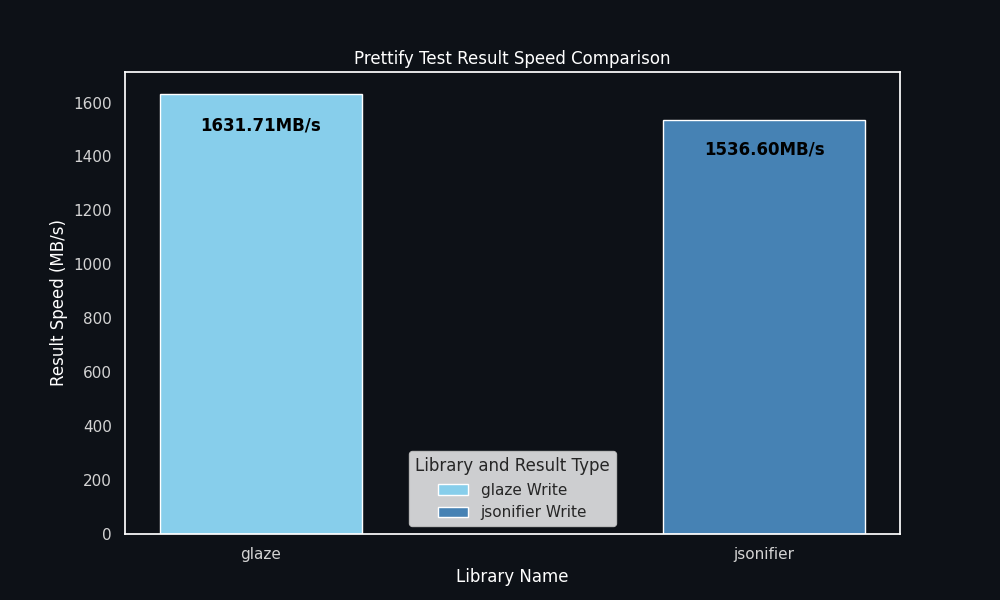 Prettify Test Result Speed Comparison
1600
1400
1200
1000
800
600
400
200
0
Result Speed (MB/s)
1631.71MB/s
1536.60MB/s
Library and Result Type
glaze Write
jsonifier Write
glaze
jsonifier
Library Name